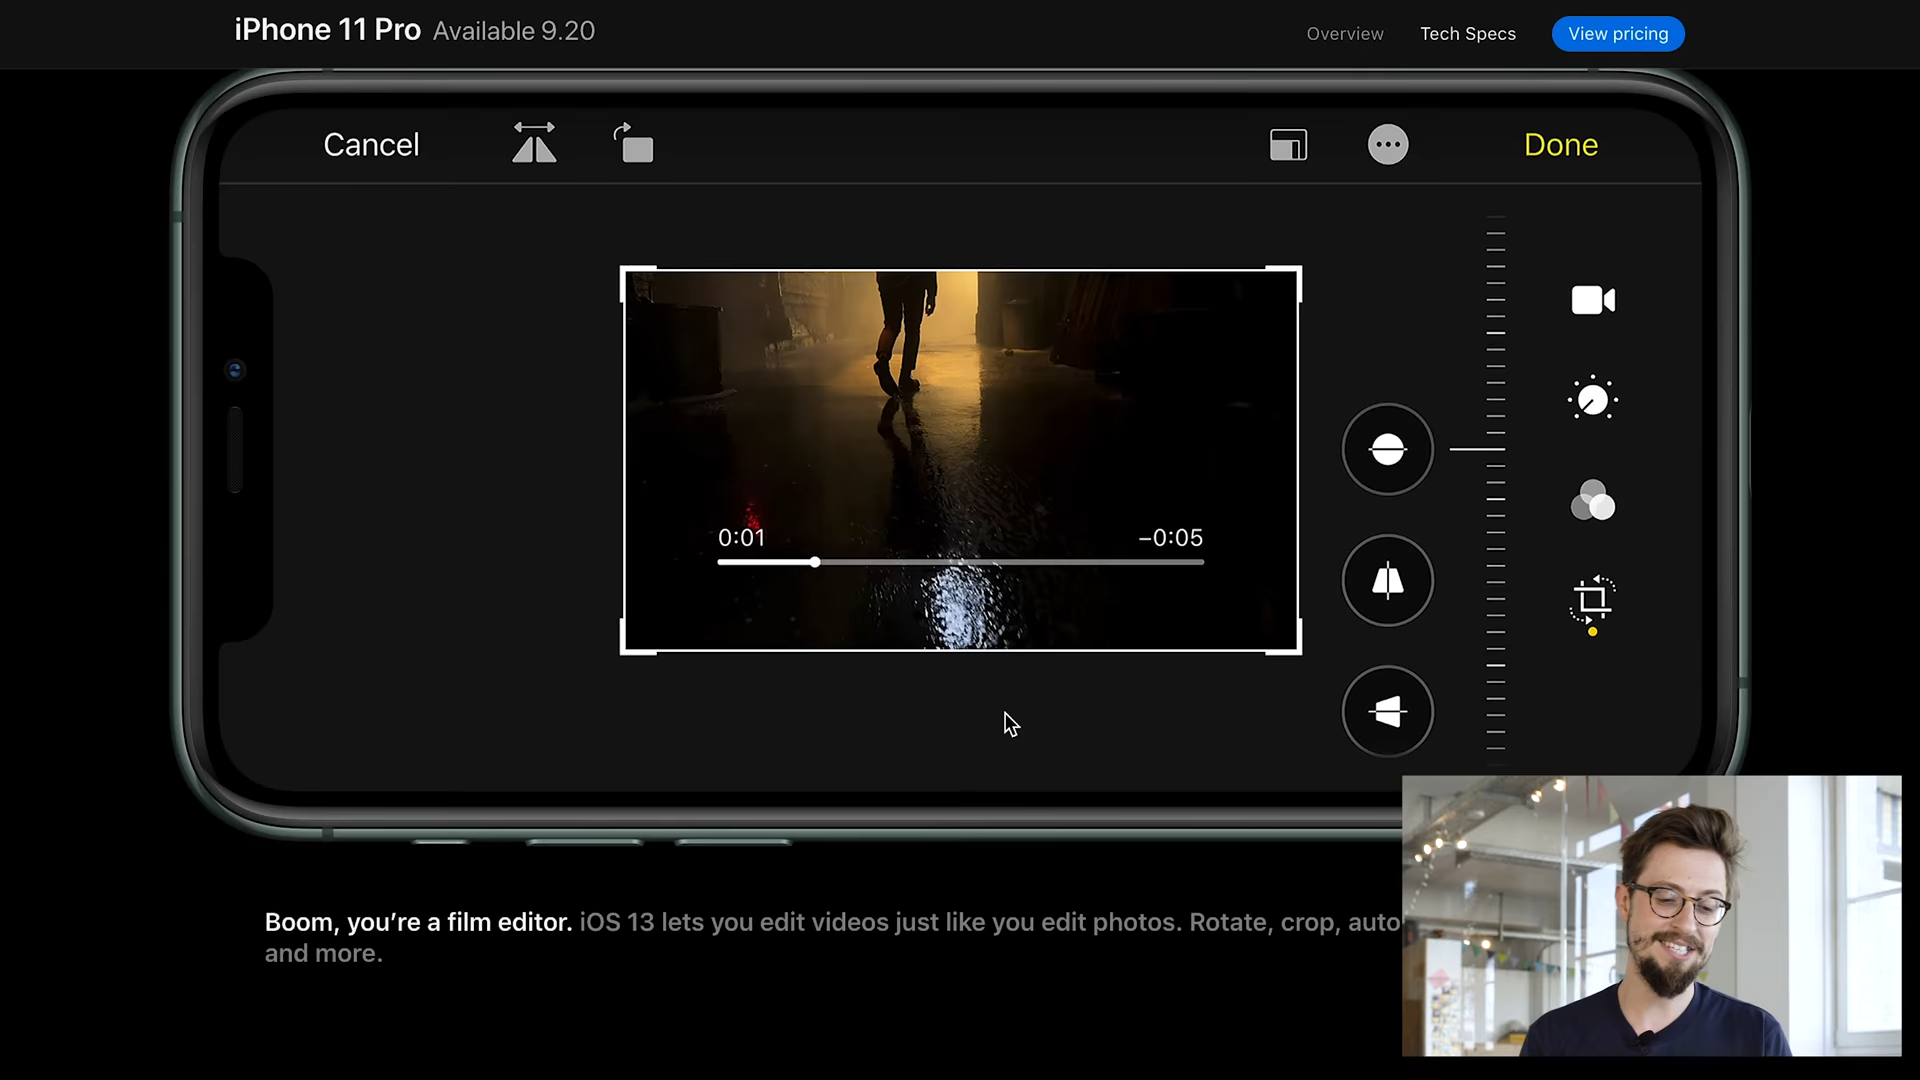 iPhone 11 Pro Available 9.20
Overview
Tech Specs
View pricing
Cancel
Done
0:01
−0:05
Boom, you’re a film editor. iOS 13 lets you edit videos just like you edit photos. Rotate, crop, auto
and more.